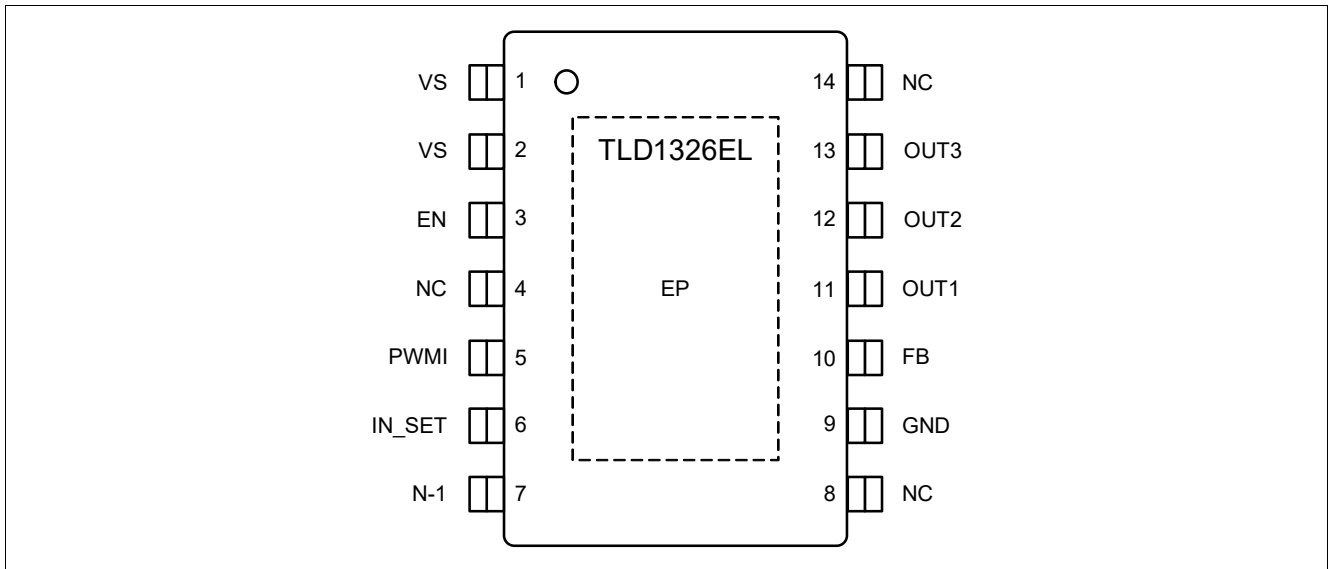 VS 1 14 NC
TLD1326EL
VS 2 13 OUT3
EN 3 12 OUT2
NC 4 EP 11 OUT1
PWMI 5 10 FB
IN_SET 6 9 GND
N-1 7 8 NC